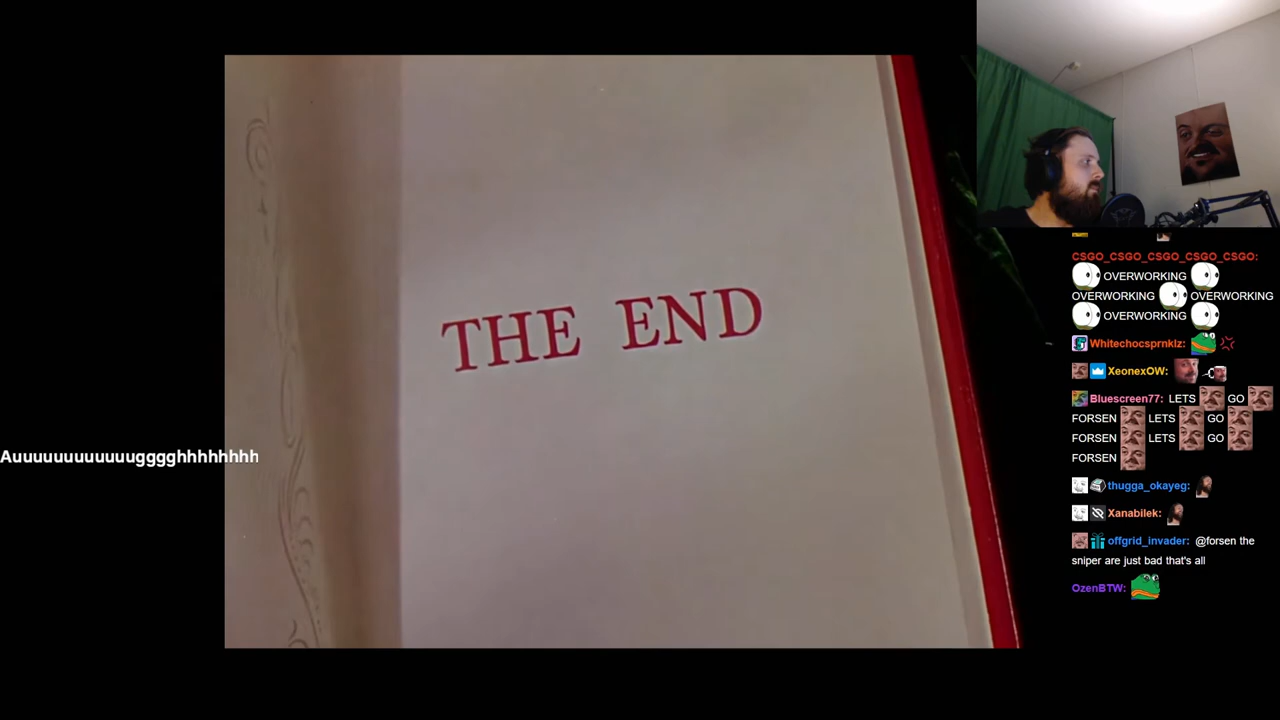 THE END
Auuuuuuuuuuuugggghhhhhhhh
CSGO_CSGO_CSGO_CSGO_CSGO:
OVERWORKING
OVERWORKING OVERWORKING
OVERWORKING
Whitechocsprnklz:
XeonexOW:
Bluescreen77: LETS GO
FORSEN LETS GO
FORSEN LETS GO
FORSEN
thugga_okayeg:
Xanabilek:
offgrid_invader: @forsen the
sniper are just bad that's all
OzenBTW: